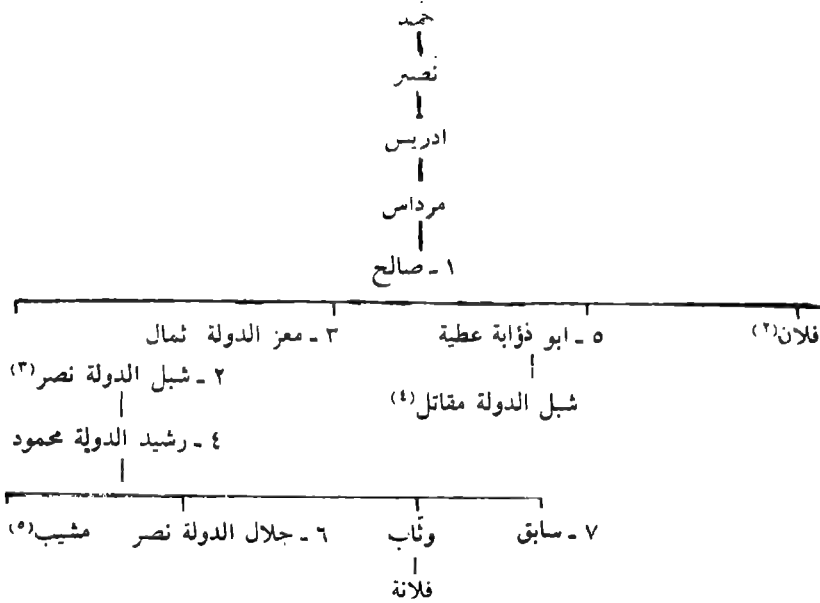 حمد
نصر
ادريس
مرداس
١ ـ صالح
فلان(٢)
٥ ـ ابو ذؤابة عطية
٣ ـ معز الدولة ثمال
٢ ـ شبل الدولة نصر(٣)
شبل الدولة مقاتل(٤)
٤ ـ رشيد الدولة محمود
٧ ـ سابق
وثاب
٦ ـ جلال الدولة نصر
مشيب(٥)
فلانة